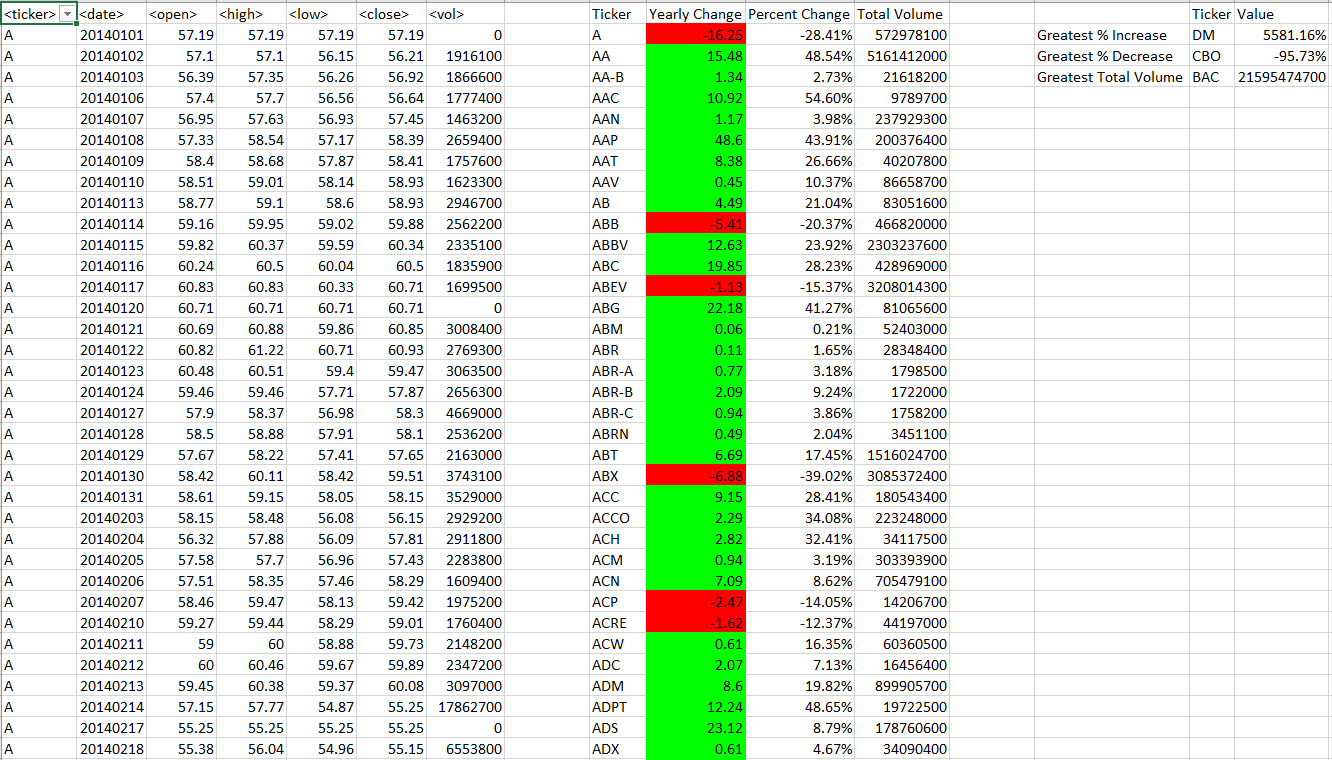 <ticker> <date> <open> <high> <low> <close> <vol> Ticker Yearly Change Percent Change Total Volume Ticker Value
A 20140101 57.19 57.19 57.19 57.19 0 A -16.25 -28.41% 572978100 Greatest % Increase DM 5581.16%
A 20140102 57.1 57.1 56.15 56.21 1916100 AA 15.48 48.54% 5161412000 Greatest % Decrease CBO -95.73%
A 20140103 56.39 57.35 56.26 56.92 1866600 AA-B 1.34 2.73% 21618200 Greatest Total Volume BAC 21595474700
A 20140106 57.4 57.7 56.56 56.64 1777400 AAC 10.92 54.60% 9789700
A 20140107 56.95 57.63 56.93 57.45 1463200 AAN 1.17 3.98% 237929300
A 20140108 57.33 58.54 57.17 58.39 2659400 AAP 48.6 43.91% 200376400
A 20140109 58.4 58.68 57.87 58.41 1757600 AAT 8.38 26.66% 40207800
A 20140110 58.51 59.01 58.14 58.93 1623300 AAV 0.45 10.37% 86658700
A 20140113 58.77 59.1 58.6 58.93 2946700 AB 4.49 21.04% 83051600
A 20140114 59.16 59.95 59.02 59.88 2562200 ABB -5.41 -20.37% 466820000
A 20140115 59.82 60.37 59.59 60.34 2335100 ABBV 12.63 23.92% 2303237600
A 20140116 60.24 60.5 60.04 60.5 1835900 ABC 19.85 28.23% 428969000
A 20140117 60.83 60.83 60.33 60.71 1699500 ABEV -1.13 -15.37% 3208014300
A 20140120 60.71 60.71 60.71 60.71 0 ABG 22.18 41.27% 81065600
A 20140121 60.69 60.88 59.86 60.85 3008400 ABM 0.06 0.21% 52403000
A 20140122 60.82 61.22 60.71 60.93 2769300 ABR 0.11 1.65% 28348400
A 20140123 60.48 60.51 59.4 59.47 3063500 ABR-A 0.77 3.18% 1798500
A 20140124 59.46 59.46 57.71 57.87 2656300 ABR-B 2.09 9.24% 1722000
A 20140127 57.9 58.37 56.98 58.3 4669000 ABR-C 0.94 3.86% 1758200
A 20140128 58.5 58.88 57.91 58.1 2536200 ABRN 0.49 2.04% 3451100
A 20140129 57.67 58.22 57.41 57.65 2163000 ABT 6.69 17.45% 1516024700
A 20140130 58.42 60.11 58.42 59.51 3743100 ABX -6.88 -39.02% 3085372400
A 20140131 58.61 59.15 58.05 58.15 3529000 ACC 9.15 28.41% 180543400
A 20140203 58.15 58.48 56.08 56.15 2929200 ACCO 2.29 34.08% 223248000
A 20140204 56.32 57.88 56.09 57.81 2911800 ACH 2.82 32.41% 34117500
A 20140205 57.58 57.7 56.96 57.43 2283800 ACM 0.94 3.19% 303393900
A 20140206 57.51 58.35 57.46 58.29 1609400 ACN 7.09 8.62% 705479100
A 20140207 58.46 59.47 58.13 59.42 1975200 ACP -2.47 -14.05% 14206700
A 20140210 59.27 59.44 58.29 59.01 1760400 ACRE -1.62 -12.37% 44197000
A 20140211 59 60 58.88 59.73 2148200 ACW 0.61 16.35% 60360500
A 20140212 60 60.46 59.67 59.89 2347200 ADC 2.07 7.13% 16456400
A 20140213 59.45 60.38 59.37 60.08 3097000 ADM 8.6 19.82% 899905700
A 20140214 57.15 57.77 54.87 55.25 17862700 ADPT 12.24 48.65% 19722500
A 20140217 55.25 55.25 55.25 55.25 0 ADS 23.12 8.79% 178760600
A 20140218 55.38 56.04 54.96 55.15 6553800 ADX 0.61 4.67% 34090400